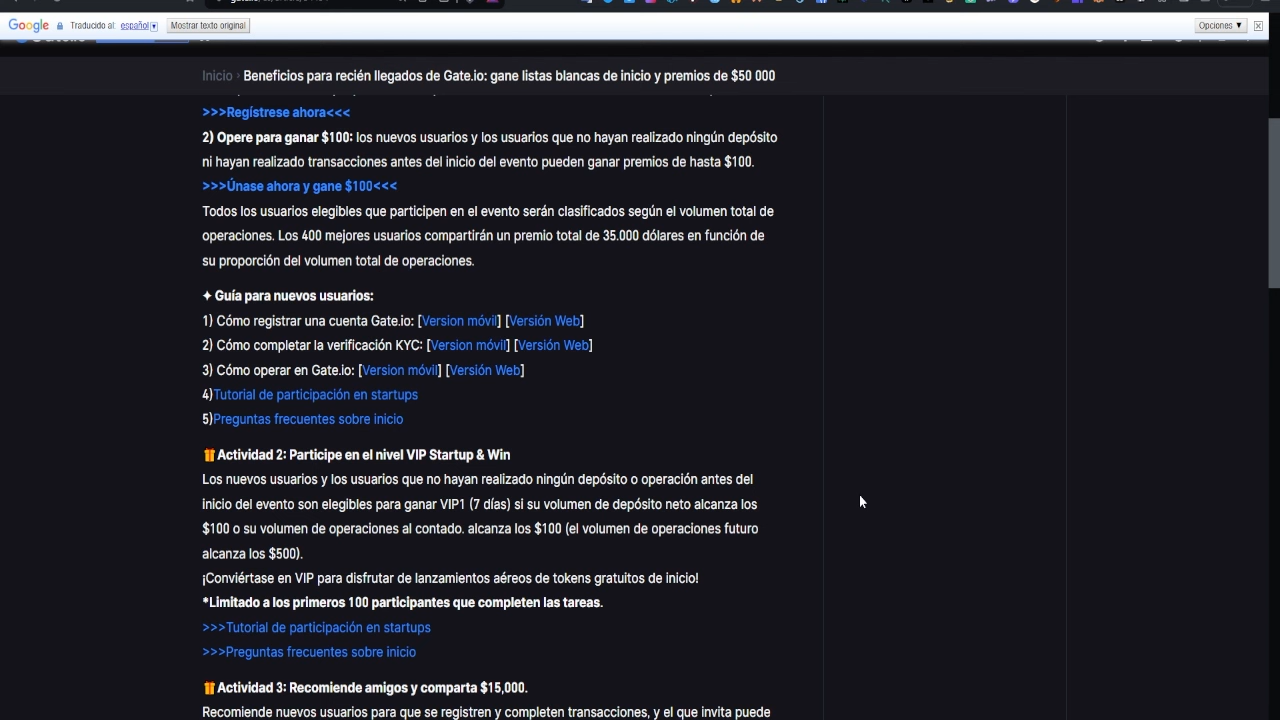 Google Traducido al: español Mostrar texto original Opciones ▼
Inicio › Beneficios para recién llegados de Gate.io: gane listas blancas de inicio y premios de $50 000
>>>Regístrese ahora<<<
2) Opere para ganar $100: los nuevos usuarios y los usuarios que no hayan realizado ningún depósito
ni hayan realizado transacciones antes del inicio del evento pueden ganar premios de hasta $100.
>>>Únase ahora y gane $100<<<
Todos los usuarios elegibles que participen en el evento serán clasificados según el volumen total de
operaciones. Los 400 mejores usuarios compartirán un premio total de 35.000 dólares en función de
su proporción del volumen total de operaciones.
✦ Guía para nuevos usuarios:
1) Cómo registrar una cuenta Gate.io: [Version móvil] [Versión Web]
2) Cómo completar la verificación KYC: [Version móvil] [Versión Web]
3) Cómo operar en Gate.io: [Version móvil] [Versión Web]
4)Tutorial de participación en startups
5)Preguntas frecuentes sobre inicio
🎁Actividad 2: Participe en el nivel VIP Startup & Win
Los nuevos usuarios y los usuarios que no hayan realizado ningún depósito o operación antes del
inicio del evento son elegibles para ganar VIP1 (7 días) si su volumen de depósito neto alcanza los
$100 o su volumen de operaciones al contado. alcanza los $100 (el volumen de operaciones futuro
alcanza los $500).
¡Conviértase en VIP para disfrutar de lanzamientos aéreos de tokens gratuitos de inicio!
*Limitado a los primeros 100 participantes que completen las tareas.
>>>Tutorial de participación en startups
>>>Preguntas frecuentes sobre inicio
🎁Actividad 3: Recomiende amigos y comparta $15,000.
Recomiende nuevos usuarios para que se registren y completen transacciones, y el que invita puede